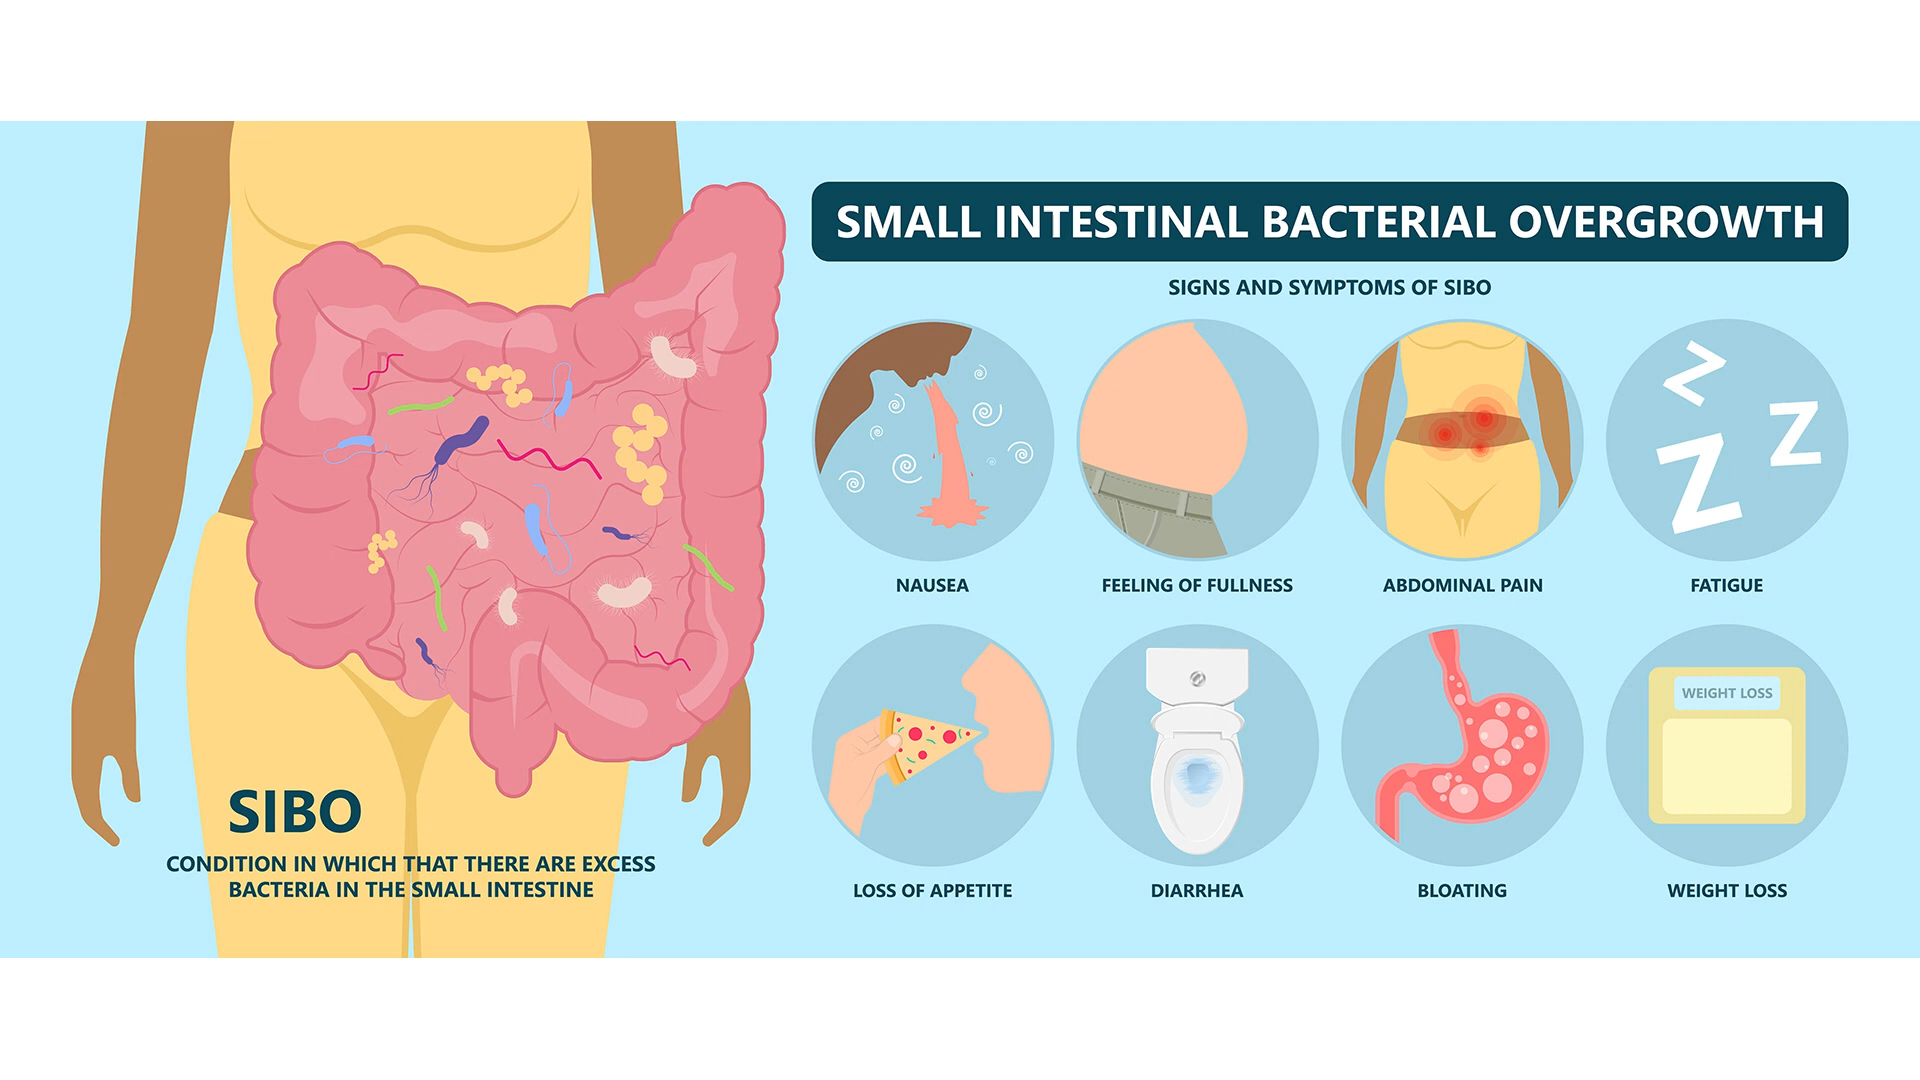 SMALL INTESTINAL BACTERIAL OVERGROWTH
SIGNS AND SYMPTOMS OF SIBO
NAUSEA
FEELING OF FULLNESS
ABDOMINAL PAIN
FATIGUE
Z
Z
Z
WEIGHT LOSS
LOSS OF APPETITE
DIARRHEA
BLOATING
WEIGHT LOSS
SIBO
CONDITION IN WHICH THAT THERE ARE EXCESS
BACTERIA IN THE SMALL INTESTINE